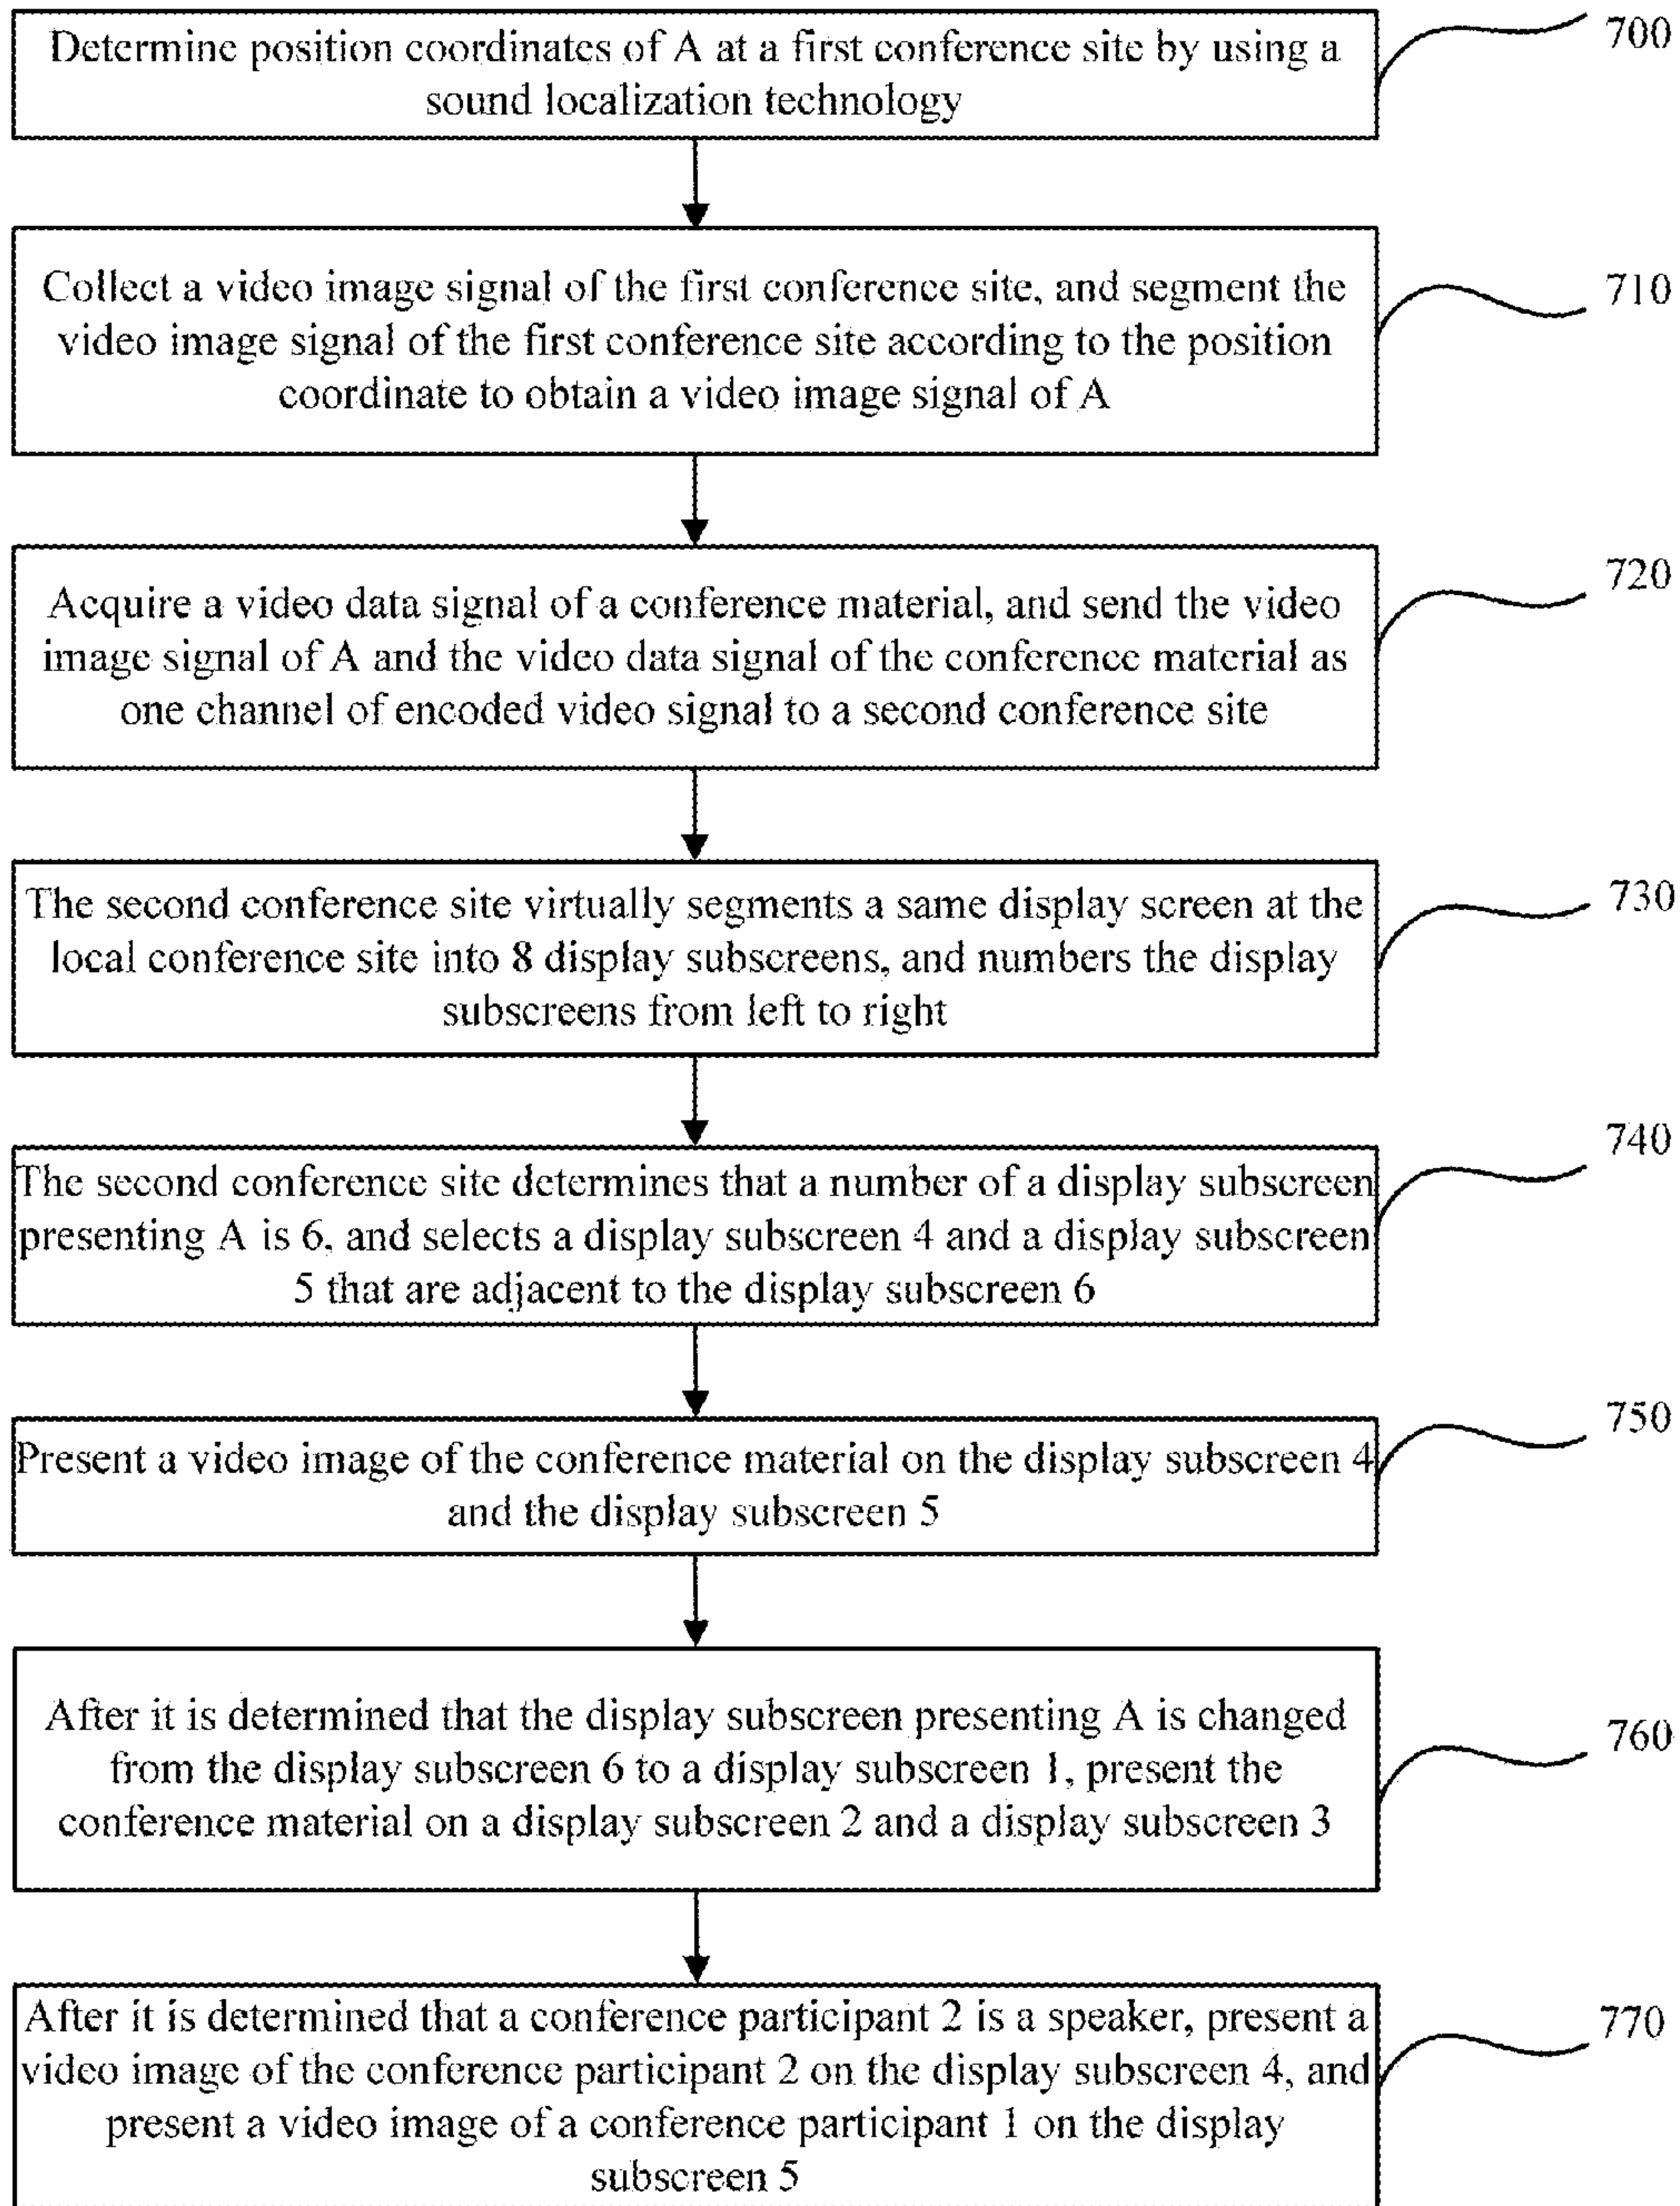 Determine position coordinates of A at a first conference site by using a
sound localization technology
700
Collect a video image signal of the first conference site, and segment the
video image signal of the first conference site according to the position
coordinate to obtain a video image signal of A
710
Acquire a video data signal of a conference material, and send the video
image signal of A and the video data signal of the conference material as
one channel of encoded video signal to a second conference site
720
The second conference site virtually segments a same display screen at the
local conference site into 8 display subscreens, and numbers the display
subscreens from left to right
730
The second conference site determines that a number of a display subscreen
presenting A is 6, and selects a display subscreen 4 and a display subscreen
5 that are adjacent to the display subscreen 6
740
Present a video image of the conference material on the display subscreen 4
and the display subscreen 5
750
After it is determined that the display subscreen presenting A is changed
from the display subscreen 6 to a display subscreen 1, present the
conference material on a display subscreen 2 and a display subscreen 3
760
After it is determined that a conference participant 2 is a speaker, present a
video image of the conference participant 2 on the display subscreen 4, and
present a video image of a conference participant 1 on the display
subscreen 5
770